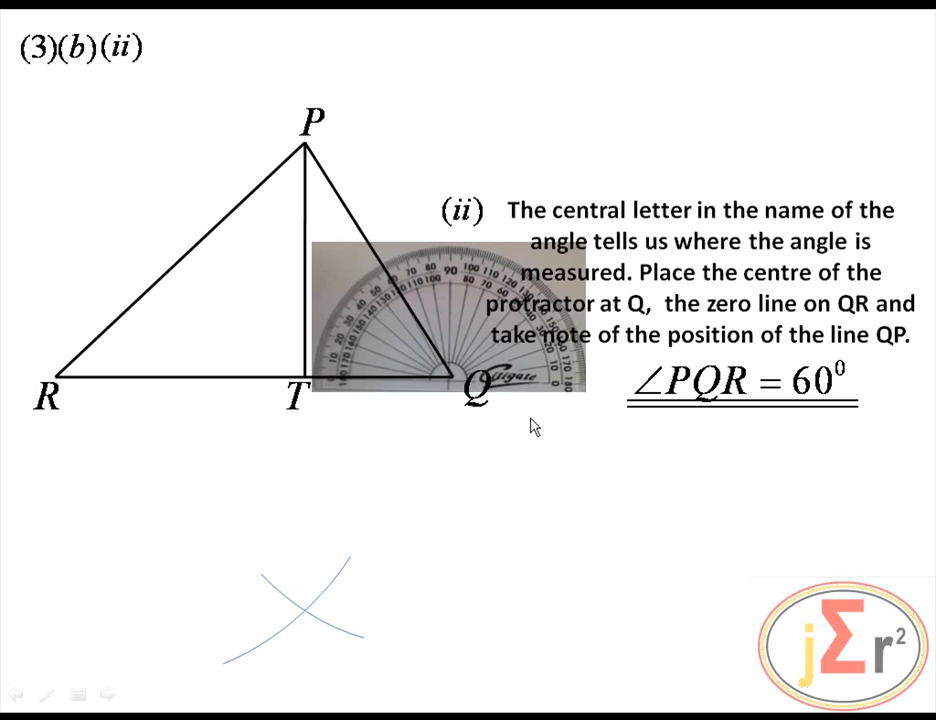 (3)(b)(ii)
P
(ii) The central letter in the name of the
angle tells us where the angle is
measured. Place the centre of the
protractor at Q, the zero line on QR and
take note of the position of the line QP.
∠PQR = 60⁰
R T Q
jΣr²